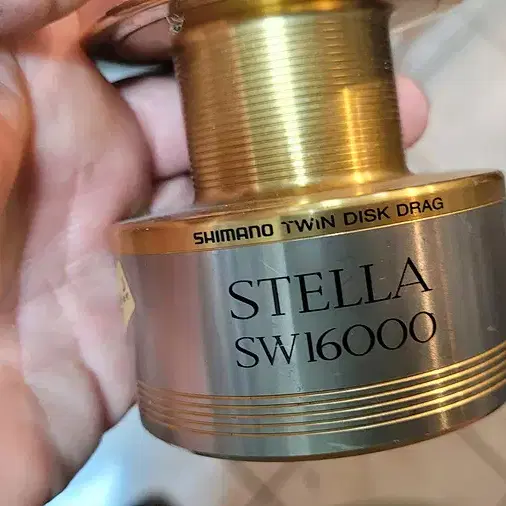 SHIMANO TWIN DISK DRAG
STELLA
SW16000